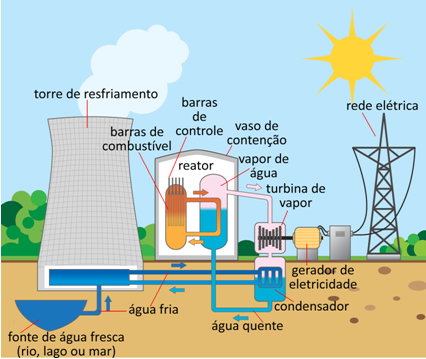 torre de resfriamento
barras
de
controle
barras de
combustível
vaso de
contenção
rede elétrica
reator
vapor de
água
turbina de
vapor
gerador de
eletricidade
condensador
água fria
água quente
fonte de água fresca
(rio, lago ou mar)